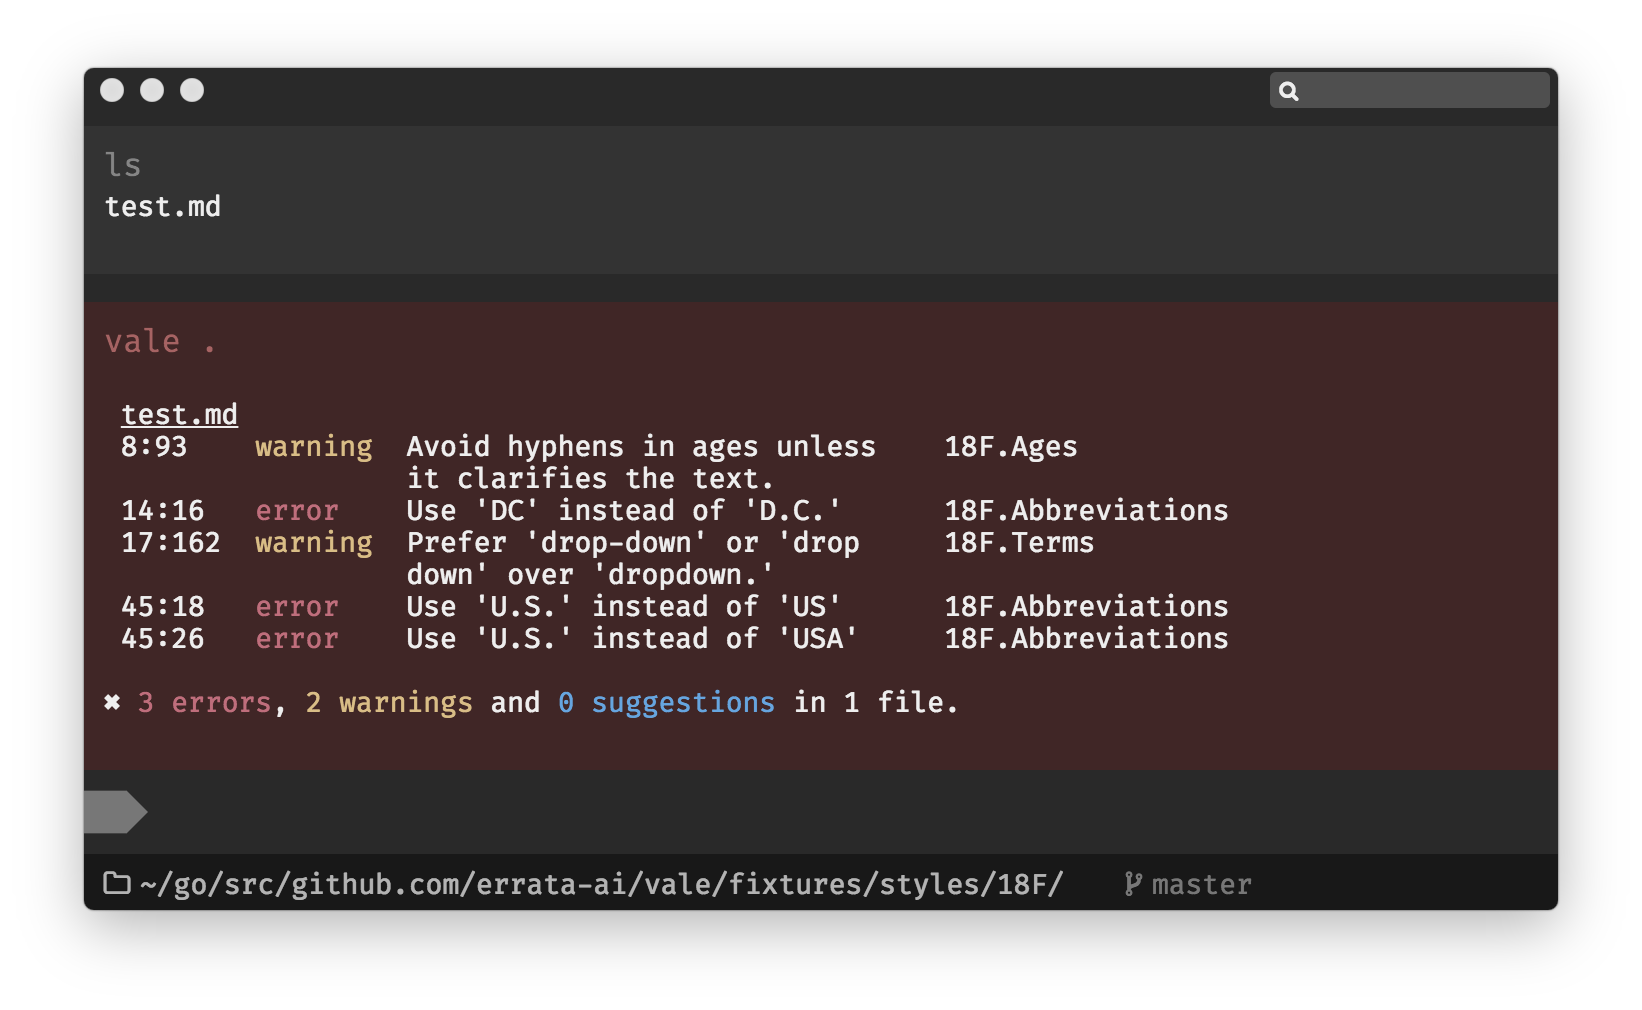 ls
test.md
vale .
test.md
8:93 warning Avoid hyphens in ages unless 18F.Ages
it clarifies the text.
14:16 error Use 'DC' instead of 'D.C.' 18F.Abbreviations
17:162 warning Prefer 'drop-down' or 'drop 18F.Terms
down' over 'dropdown.'
45:18 error Use 'U.S.' instead of 'US' 18F.Abbreviations
45:26 error Use 'U.S.' instead of 'USA' 18F.Abbreviations
✖ 3 errors, 2 warnings and 0 suggestions in 1 file.
~/go/src/github.com/errata-ai/vale/fixtures/styles/18F/ master